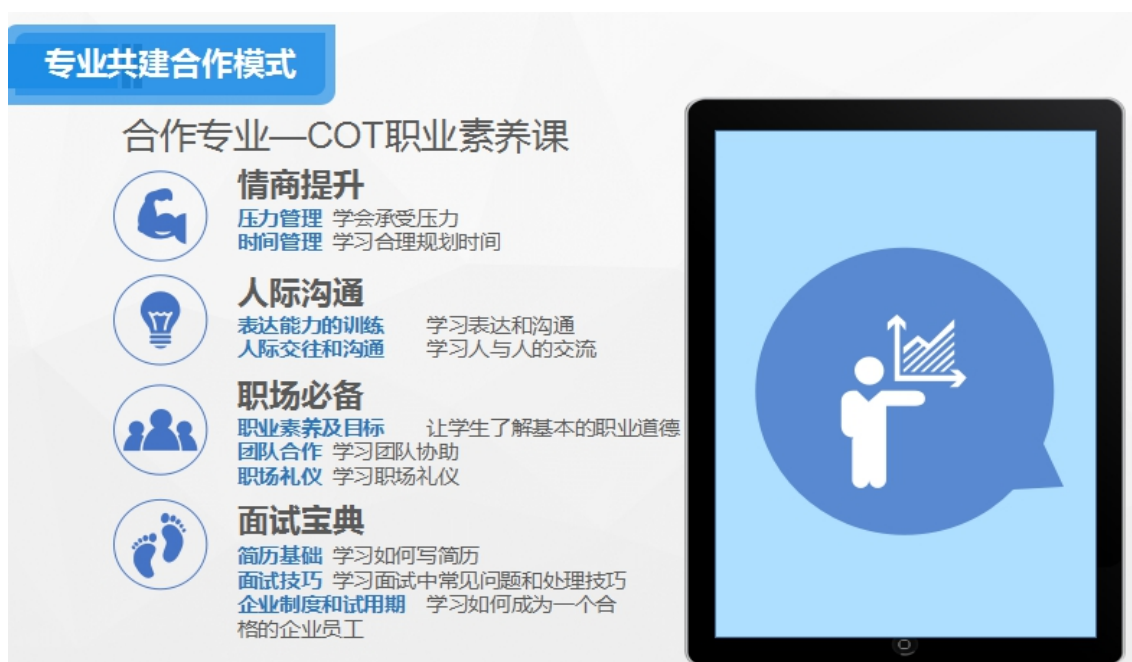 专业共建合作模式
合作专业—COT职业素养课
情商提升
压力管理 学会承受压力
时间管理 学习合理规划时间
人际沟通
表达能力的训练 学习表达和沟通
人际交往和沟通 学习人与人的交流
职场必备
职业素养及目标 让学生了解基本的职业道德
团队合作 学习团队协助
职场礼仪 学习职场礼仪
面试宝典
简历基础 学习如何写简历
面试技巧 学习面试中常见问题和处理技巧
企业制度和试用期 学习如何成为一个合
格的企业员工